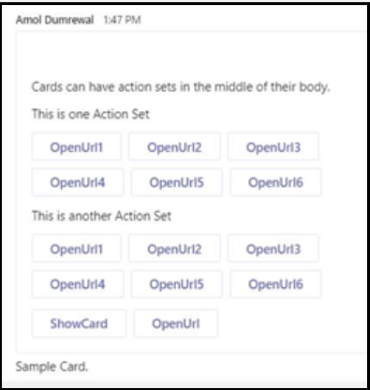 Amol Dumrewal 1:47 PM
Cards can have action sets in the middle of their body.
This is one Action Set
OpenUrl1 OpenUrl2 OpenUrl3
OpenUrl4 OpenUrl5 OpenUrl6
This is another Action Set
OpenUrl1 OpenUrl2 OpenUrl3
OpenUrl4 OpenUrl5 OpenUrl6
ShowCard OpenUrl
Sample Card.